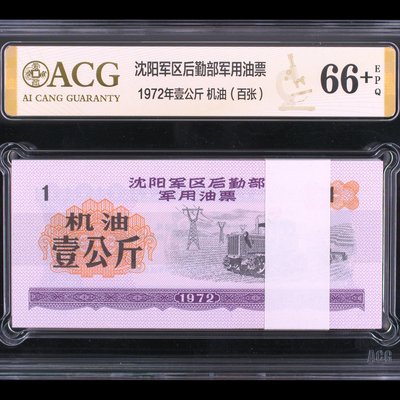 ACG
AI CANG GUARANTY
沈阳军区后勤部军用油票
1972年壹公斤 机油（百张）
66+
EPQ
1
沈阳军区后勤部
军用油票
机油
壹公斤
1972
ACG